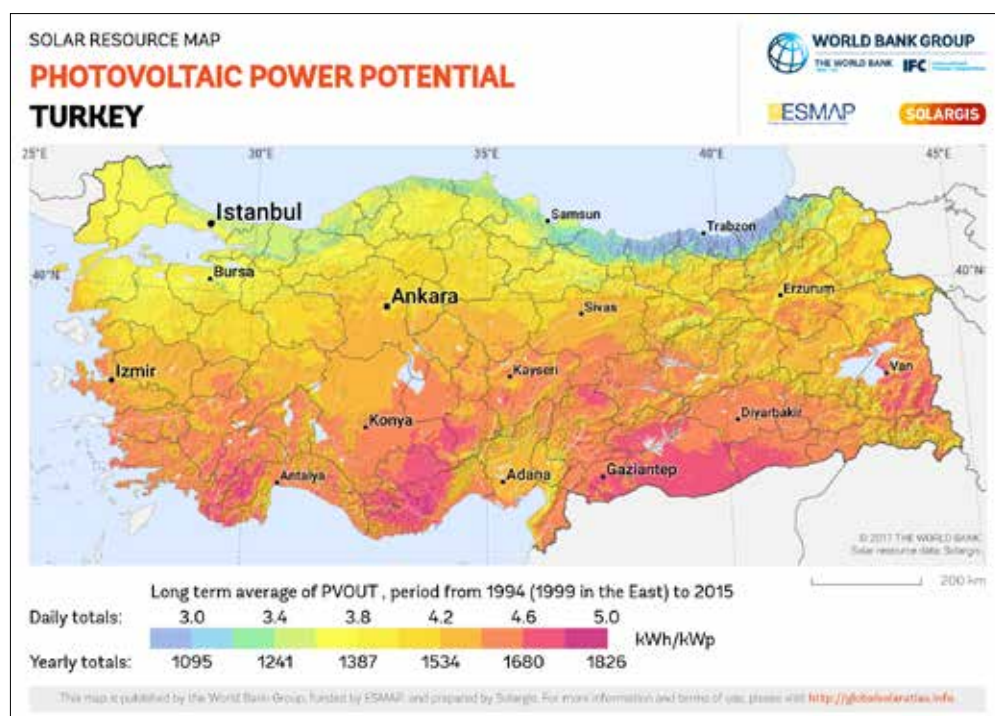 SOLAR RESOURCE MAP
PHOTOVOLTAIC POWER POTENTIAL
TURKEY
WORLD BANK GROUP
THE WORLD BANK IFC
ESMAP SOLARGIS
25°E 30°E 35°E 40°E 45°E
Istanbul
Samsun
Trabzon
Bursa
40°N 40°N
Ankara
Erzurum
Sivas
Izmir
Kayseri
Van
Konya
Diyarbakir
Antalya
Adana
Gaziantep
© 2017 THE WORLD BANK
Solar resource data: Solargis
200 km
Long term average of PVOUT , period from 1994 (1999 in the East) to 2015
Daily totals: 3.0 3.4 3.8 4.2 4.6 5.0
kWh/kWp
Yearly totals: 1095 1241 1387 1534 1680 1826
This map is published by the World Bank Group, funded by ESMAP, and prepared by Solargis. For more information and terms of use, please visit http://globalsolaratlas.info.